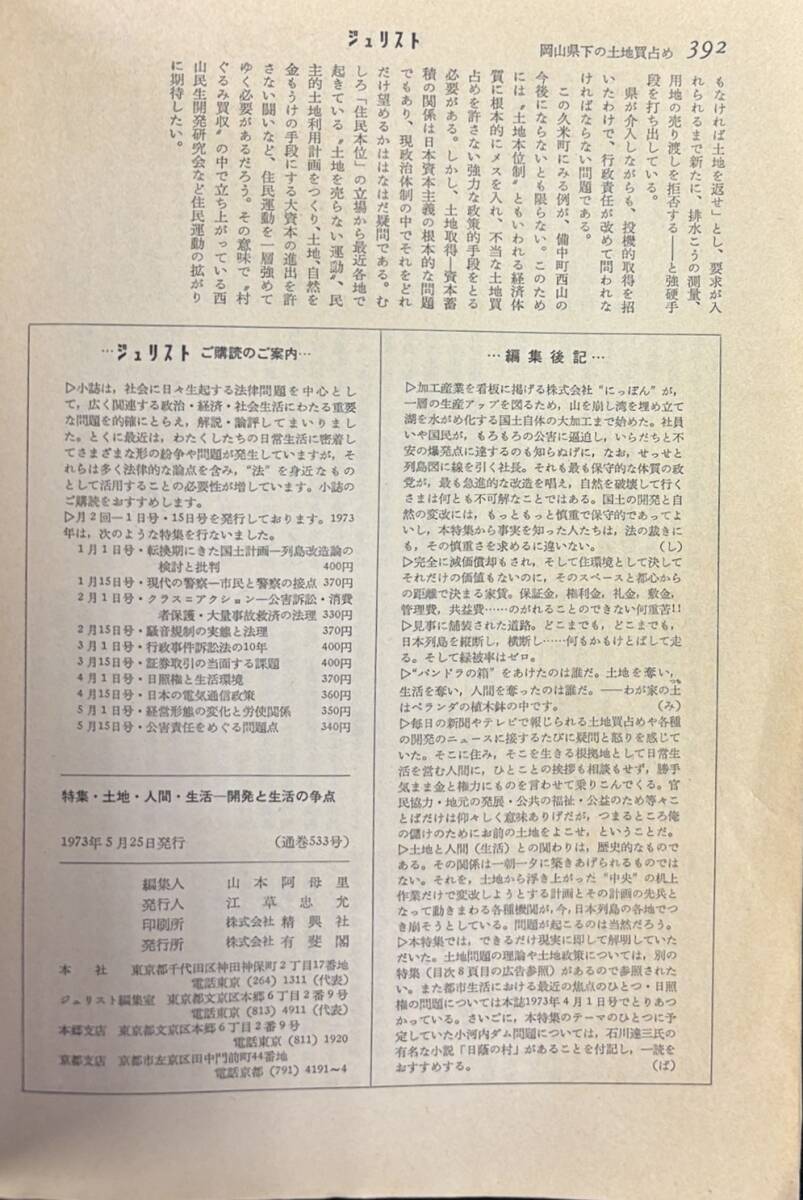 ジュリスト
岡山県下の土地買占め 392
もなければ土地を返せ」とし、要求が入
れられるまで新たに、排水こうの測量、
用地の売り渡しを拒否する――と強硬手
段を打ち出している。
県が介入しながらも、投機的取得を招
いたわけで、行政責任が改めて問われな
ければならない問題である。
この久米町にみる例が、備中町西山の
今後にならないとも限らない。このため
には〝土地本位制〟ともいわれる経済体
質に根本的にメスを入れ、不当な土地買
占めを許さない強力な政策的手段をとる
必要がある。しかし、土地取得―資本蓄
積の関係は日本資本主義の根本的な問題
でもあり、現政治体制の中でそれをどれ
だけ望めるかははなはだ疑問である。む
しろ「住民本位」の立場から最近各地で
起きている〝土地を売らない運動〟、民
主的土地利用計画をつくり、土地、自然を
金もうけの手段にする大資本の進出を許
さない闘いなど、住民運動を一層強めて
ゆく必要があるだろう。その意味で〝村
ぐるみ買収〟の中で立ち上がっている西
山民生開発研究会など住民運動の拡がり
に期待したい。
…ジュリスト ご購読のご案内…
▷小誌は，社会に日々生起する法律問題を中心とし
て，広く関連する政治・経済・社会生活にわたる重要
な問題を的確にとらえ，解説・論評してまいりまし
た。とくに最近は，わたくしたちの日常生活に密着し
てさまざまな形の紛争や問題が発生していますが，そ
れらは多く法律的な論点を含み，“法”を身近なもの
として活用することの必要性が増しています。小誌の
ご購読をおすすめします。
▷月2回―1日号・15日号を発行しております。1973
年は，次のような特集を行ないました。
1月1日号・転換期にきた国土計画―列島改造論の
検討と批判 400円
1月15日号・現代の警察―市民と警察の接点 370円
2月1日号・クラス＝アクション―公害訴訟・消費
者保護・大量事故救済の法理 330円
2月15日号・騒音規制の実態と法理 370円
3月1日号・行政事件訴訟法の10年 400円
3月15日号・証券取引の当面する課題 400円
4月1日号・日照権と生活環境 370円
4月15日号・日本の電気通信政策 360円
5月1日号・経営形態の変化と労使関係 350円
5月15日号・公害責任をめぐる問題点 340円
特集・土地・人間・生活―開発と生活の争点
1973年5月25日発行 （通巻533号）
編集人 山本阿母里
発行人 江草忠允
印刷所 株式会社 精興社
発行所 株式会社 有斐閣
本社 東京都千代田区神田神保町2丁目17番地
電話東京（264）1311（代表）
ジュリスト編集室 東京都文京区本郷6丁目2番9号
電話東京（813）4911（代表）
本郷支店 東京都文京区本郷6丁目2番9号
電話東京（811）1920
京都支店 京都市左京区田中門前町44番地
電話京都（791）4191～4
…編集後記…
▷加工産業を看板に掲げる株式会社“にっぽん”が，
一層の生産アップを図るため，山を崩し湾を埋め立て
湖を水がめ化する国土自体の大加工まで始めた。社員
いや国民が，もろもろの公害に逼迫し，いらだちと不
安の爆発点に達するのも知らぬげに，なお，せっせと
列島図に線を引く社長。それも最も保守的な体質の政
党が，最も急進的な改造を唱え，自然を破壊して行く
さまは何とも不可解なことではある。国土の開発と自
然の変改には，もっともっと慎重で保守的であってよ
いし，本特集から事実を知った人たちは，法の裁きに
も，その慎重さを求めるに違いない。 （し）
▷完全に減価償却もされ，そして住環境として決して
それだけの価値もないのに，そのスペースと都心から
の距離で決まる家賃。保証金，権利金，礼金，敷金，
管理費，共益費……のがれることのできない何重苦!!
▷見事に舗装された道路。どこまでも，どこまでも，
日本列島を縦断し，横断し……何もかもけとばして走
る。そして緑被率はゼロ。
▷“パンドラの箱”をあけたのは誰だ。土地を奪い，
生活を奪い，人間を奪ったのは誰だ。――わが家の土
はベランダの植木鉢の中です。 （み）
▷毎日の新聞やテレビで報じられる土地買占めや各種
の開発のニュースに接するたびに疑問と怒りを感じて
いた。そこに住み，そこを生きる根拠地として日常生
活を営む人間に，ひとことの挨拶も相談もせず，勝手
気ままに金と権力にものを言わせて乗りこんでくる。官
民協力・地元の発展・公共の福祉・公益のため等々こ
とばだけは仰々しく意味ありげだが，つまるところ俺
の儲けのためにお前の土地をよこせ，ということだ。
▷土地と人間（生活）との関わりは，歴史的なもので
ある。その関係は一朝一夕に築きあげられるものでは
ない。それを，土地から浮き上がった“中央”の机上
作業だけで変改しようとする計画とその計画の先兵と
なって動きまわる各種機関が，今，日本列島の各地でつ
き崩そうとしている。問題が起こるのは当然だろう。
▷本特集では，できるだけ現実に即して解明していた
だいた。土地問題の理論や土地政策については，別の
特集（目次8頁目の広告参照）があるので参照された
い。また都市生活における最近の焦点のひとつ・日照
権の問題については本誌1973年4月1日号でとりあつ
かっている。さいごに，本特集のテーマのひとつに予
定していた小河内ダム問題については，石川達三氏の
有名な小説「日蔭の村」があることを付記し，一読を
おすすめする。 （ば）